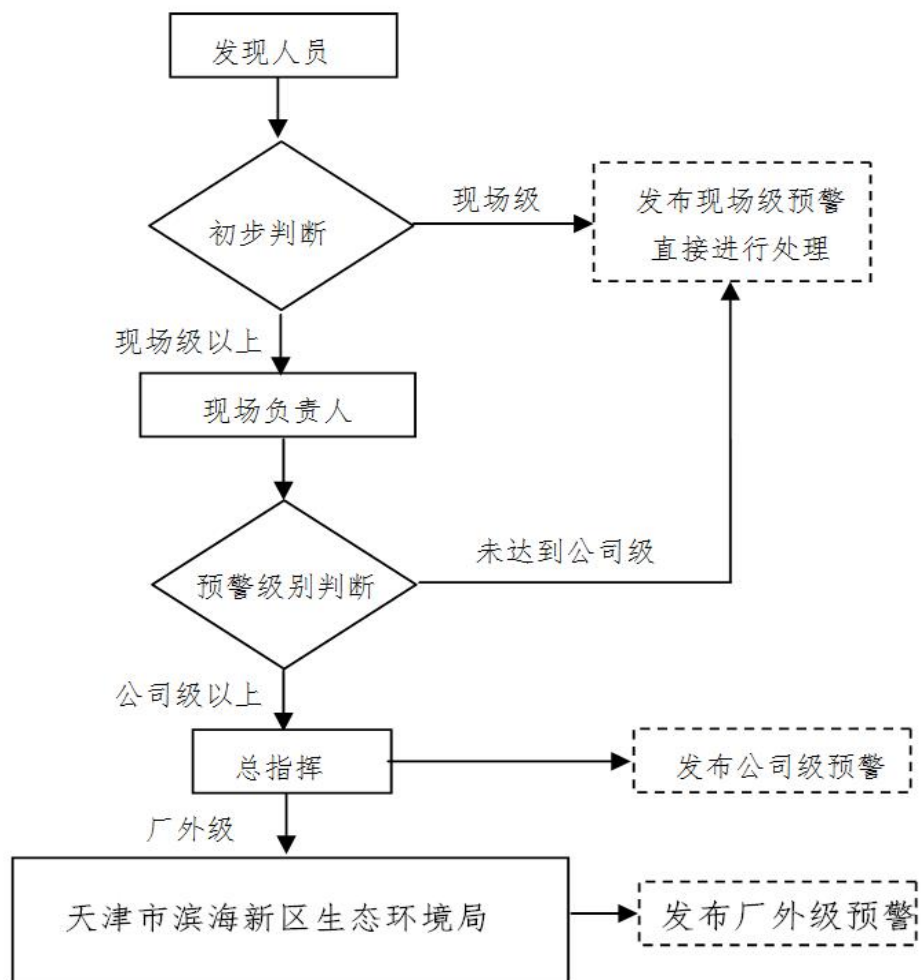 发现人员
初步判断
现场级
发布现场级预警
直接进行处理
现场级以上
现场负责人
预警级别判断
未达到公司级
公司级以上
总指挥
发布公司级预警
厂外级
天津市滨海新区生态环境局
发布厂外级预警